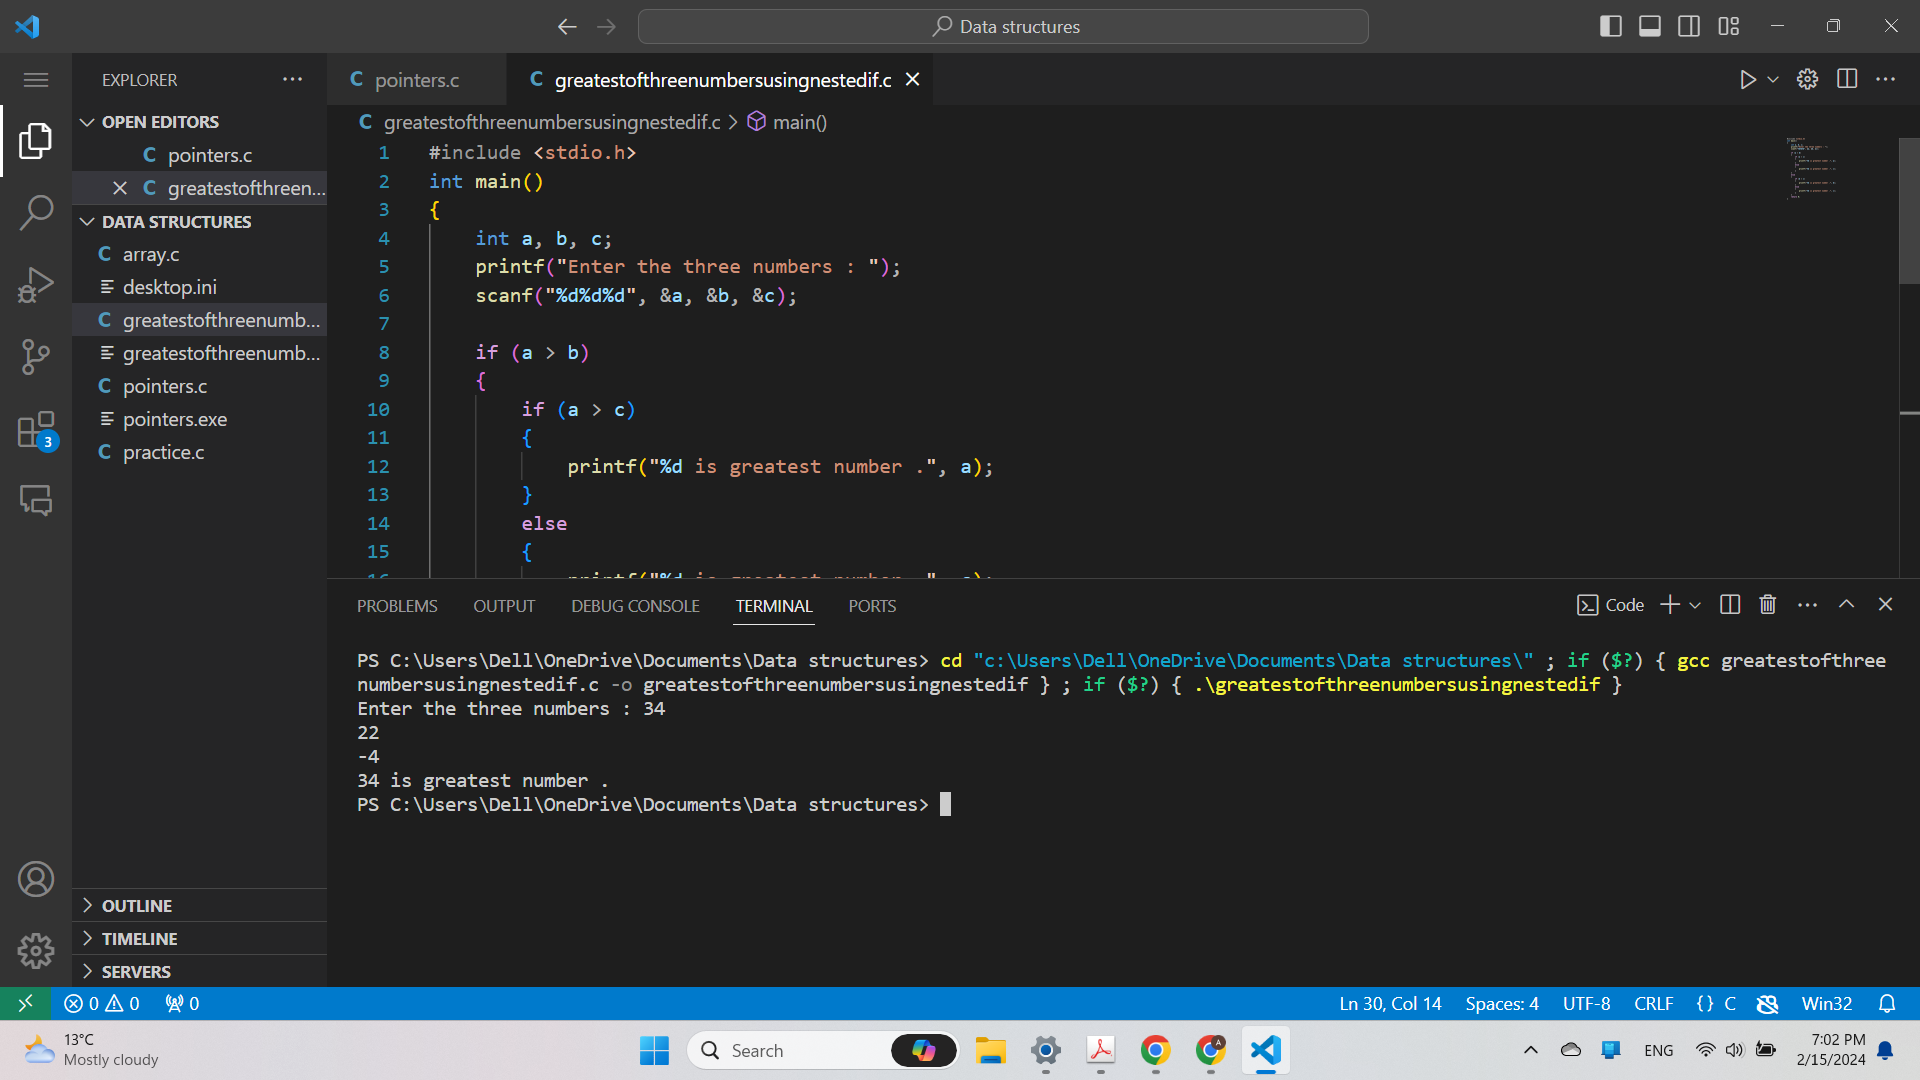 Data structures
EXPLORER
OPEN EDITORS
pointers.c
greatestofthreen...
DATA STRUCTURES
array.c
desktop.ini
greatestofthreenumb...
greatestofthreenumb...
pointers.c
pointers.exe
practice.c
OUTLINE
TIMELINE
SERVERS
3
C pointers.c
C greatestofthreenumbersusingnestedif.c
C greatestofthreenumbersusingnestedif.c > main()
1 #include <stdio.h>
2 int main()
3 {
4 int a, b, c;
5 printf("Enter the three numbers : ");
6 scanf("%d%d%d", &a, &b, &c);
7
8 if (a > b)
9 {
10 if (a > c)
11 {
12 printf("%d is greatest number .", a);
13 }
14 else
15 {
PROBLEMS OUTPUT DEBUG CONSOLE TERMINAL PORTS
Code
PS C:\Users\Dell\OneDrive\Documents\Data structures> cd "c:\Users\Dell\OneDrive\Documents\Data structures\" ; if ($?) { gcc greatestofthree
numbersusingnestedif.c -o greatestofthreenumbersusingnestedif } ; if ($?) { .\greatestofthreenumbersusingnestedif }
Enter the three numbers : 34
22
-4
34 is greatest number .
PS C:\Users\Dell\OneDrive\Documents\Data structures>
0 0 0
Ln 30, Col 14 Spaces: 4 UTF-8 CRLF {} C Win32
13°C
Mostly cloudy
Search
A
ENG
7:02 PM
2/15/2024